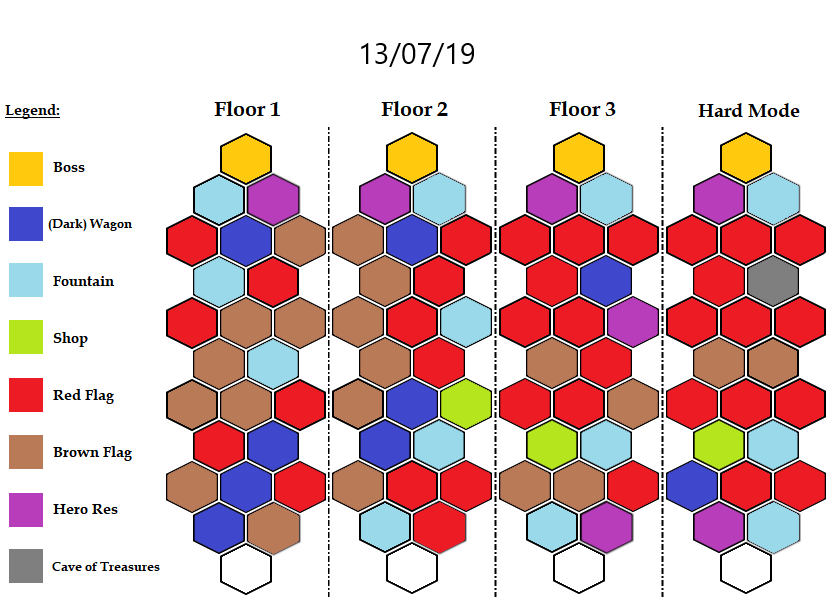 13/07/19
Floor 1 Floor 2 Floor 3 Hard Mode
Legend:
Boss
(Dark) Wagon
Fountain
Shop
Red Flag
Brown Flag
Hero Res
Cave of Treasures